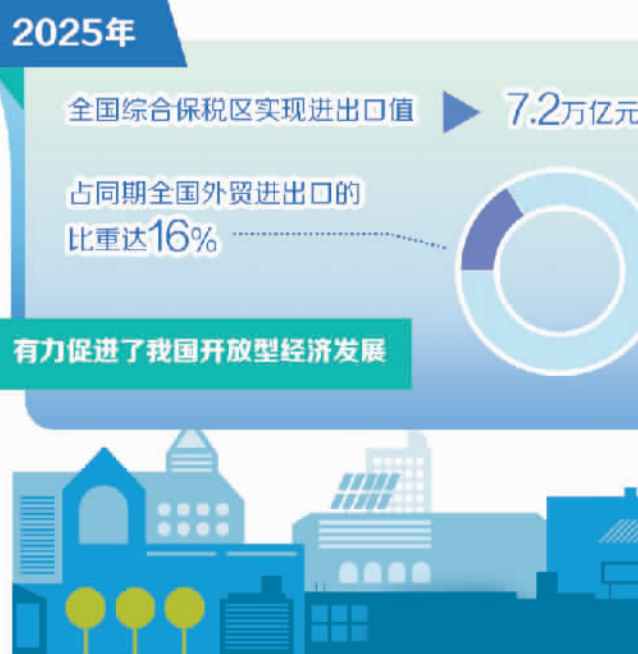 2025年
全国综合保税区实现进出口值 7.2万亿元
占同期全国外贸进出口的
比重达16%
有力促进了我国开放型经济发展